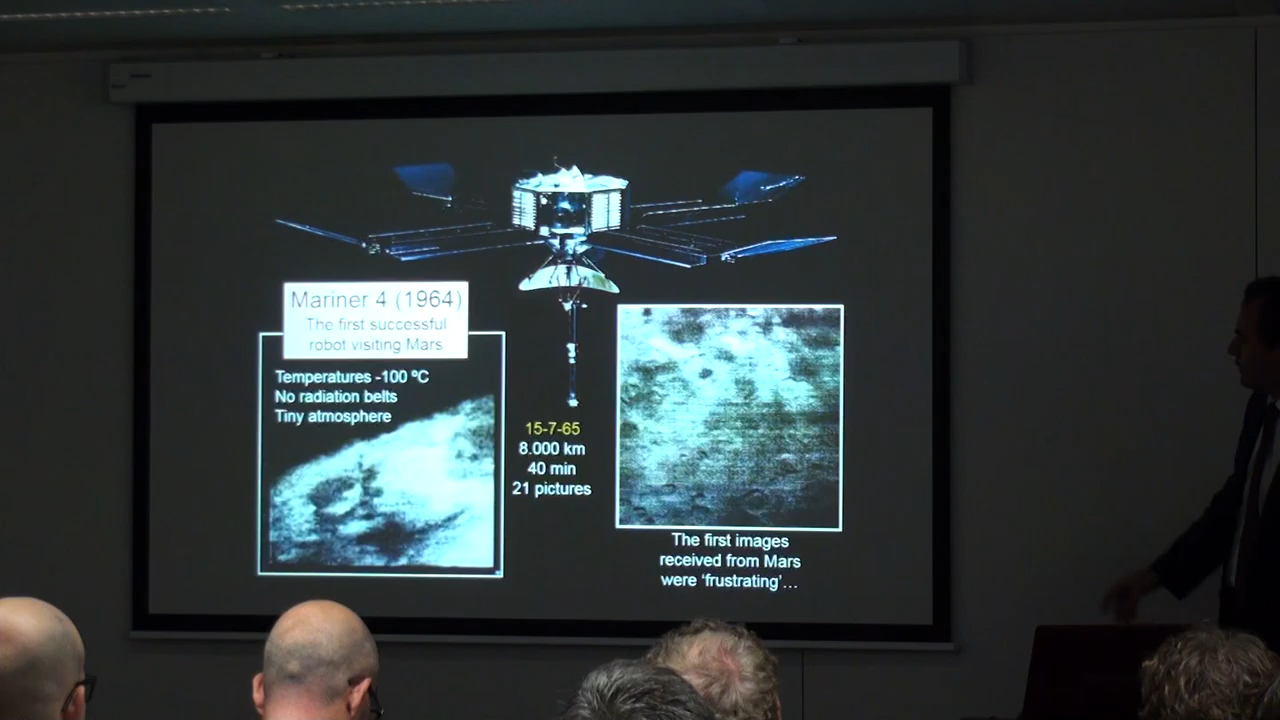 Mariner 4 (1964)
The first successful
robot visiting Mars
Temperatures -100 ºC
No radiation belts
Tiny atmosphere
15-7-65
8.000 km
40 min
21 pictures
The first images
received from Mars
were ‘frustrating’…